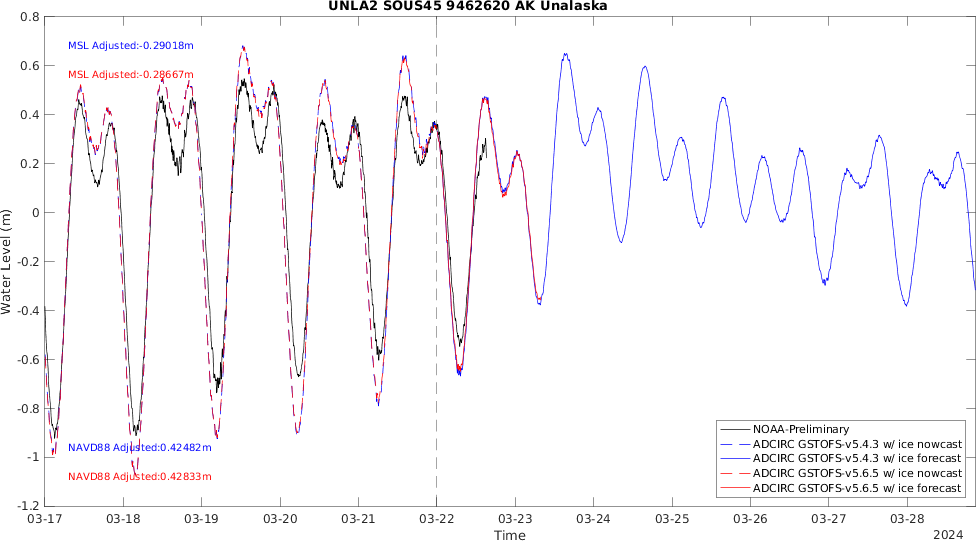 UNLA2 SOUS45 9462620 AK Unalaska
0.8
0.6
0.4
0.2
0
-0.2
-0.4
-0.6
-0.8
-1
-1.2
Water Level (m)
MSL Adjusted:-0.29018m
MSL Adjusted:-0.28667m
NAVD88 Adjusted:0.42482m
NAVD88 Adjusted:0.42833m
NOAA-Preliminary
ADCIRC GSTOFS-v5.4.3 w/ ice nowcast
ADCIRC GSTOFS-v5.4.3 w/ ice forecast
ADCIRC GSTOFS-v5.6.5 w/ ice nowcast
ADCIRC GSTOFS-v5.6.5 w/ ice forecast
03-17 03-18 03-19 03-20 03-21 03-22 03-23 03-24 03-25 03-26 03-27 03-28
Time
2024